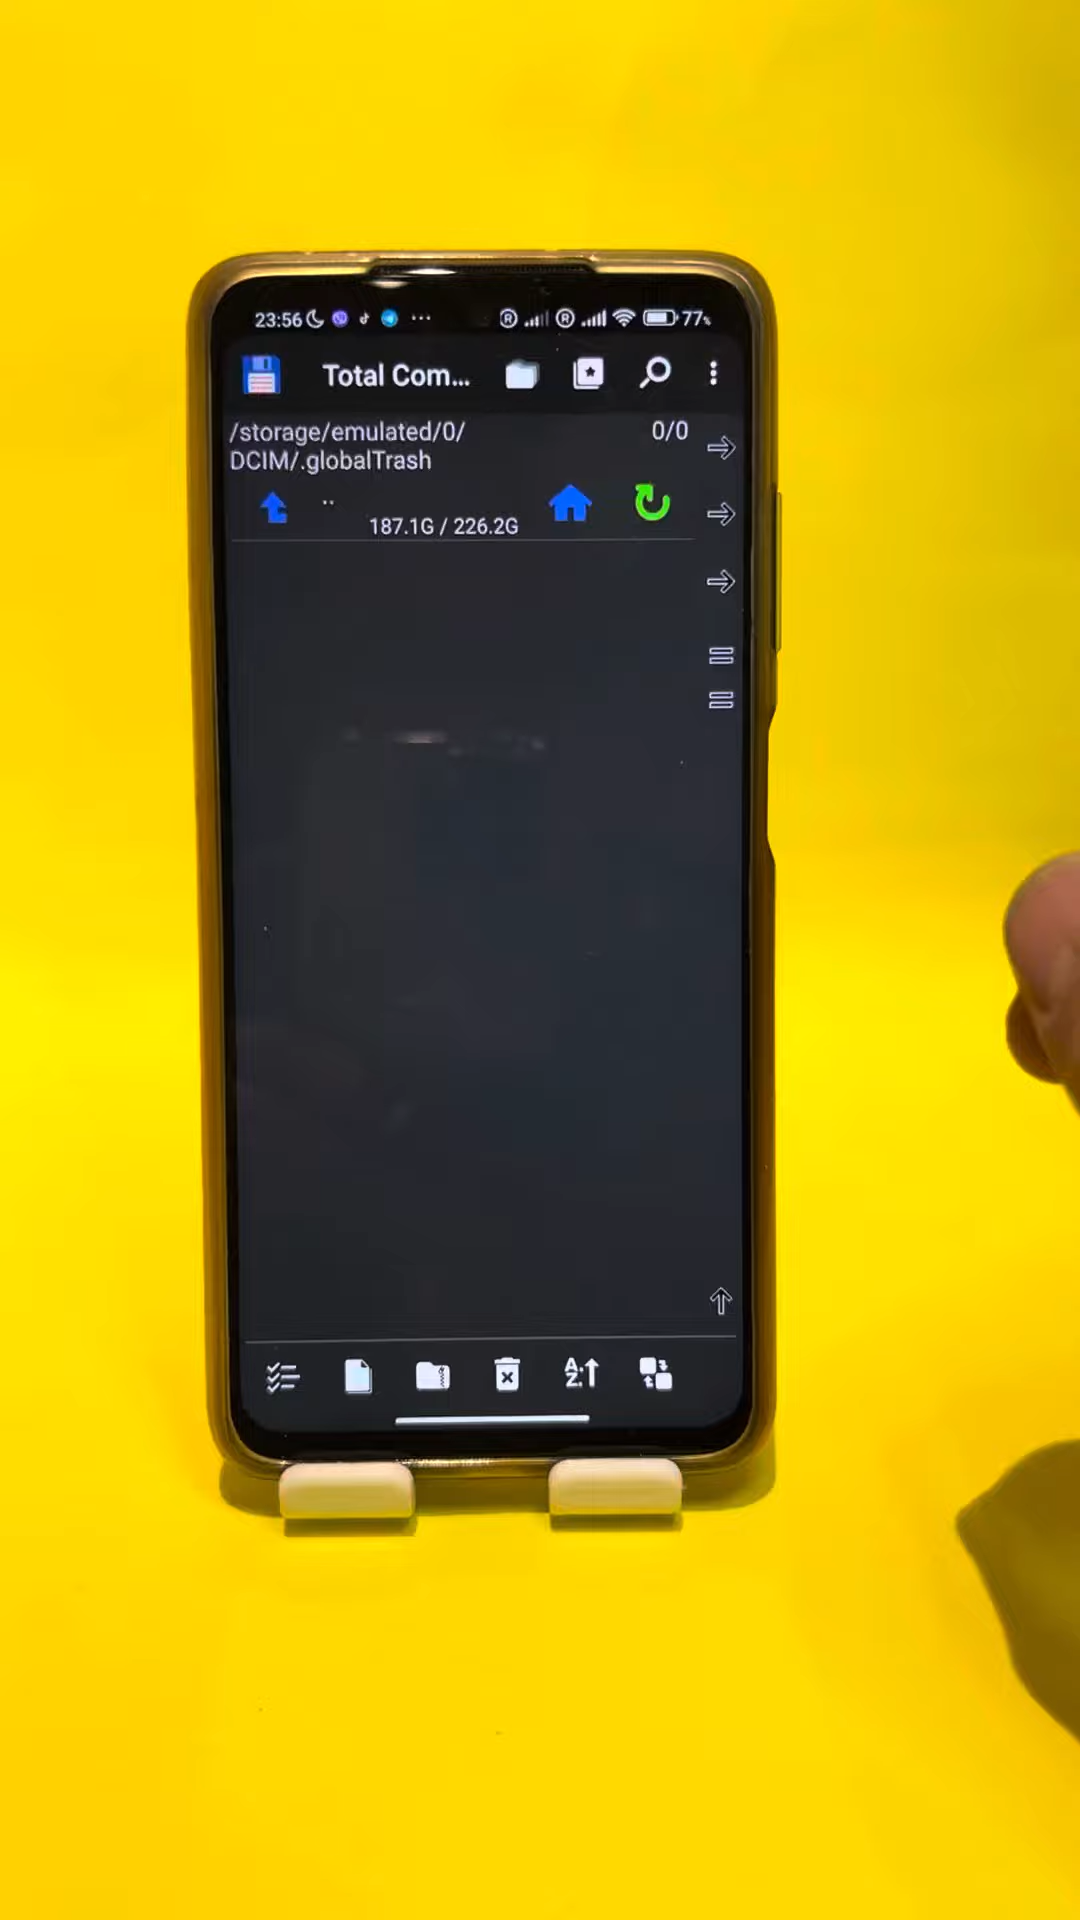 23:56 ... R R 77%
Total Com...
/storage/emulated/0/ 0/0
DCIM/.globalTrash
..
187.1G / 226.2G
A
Z